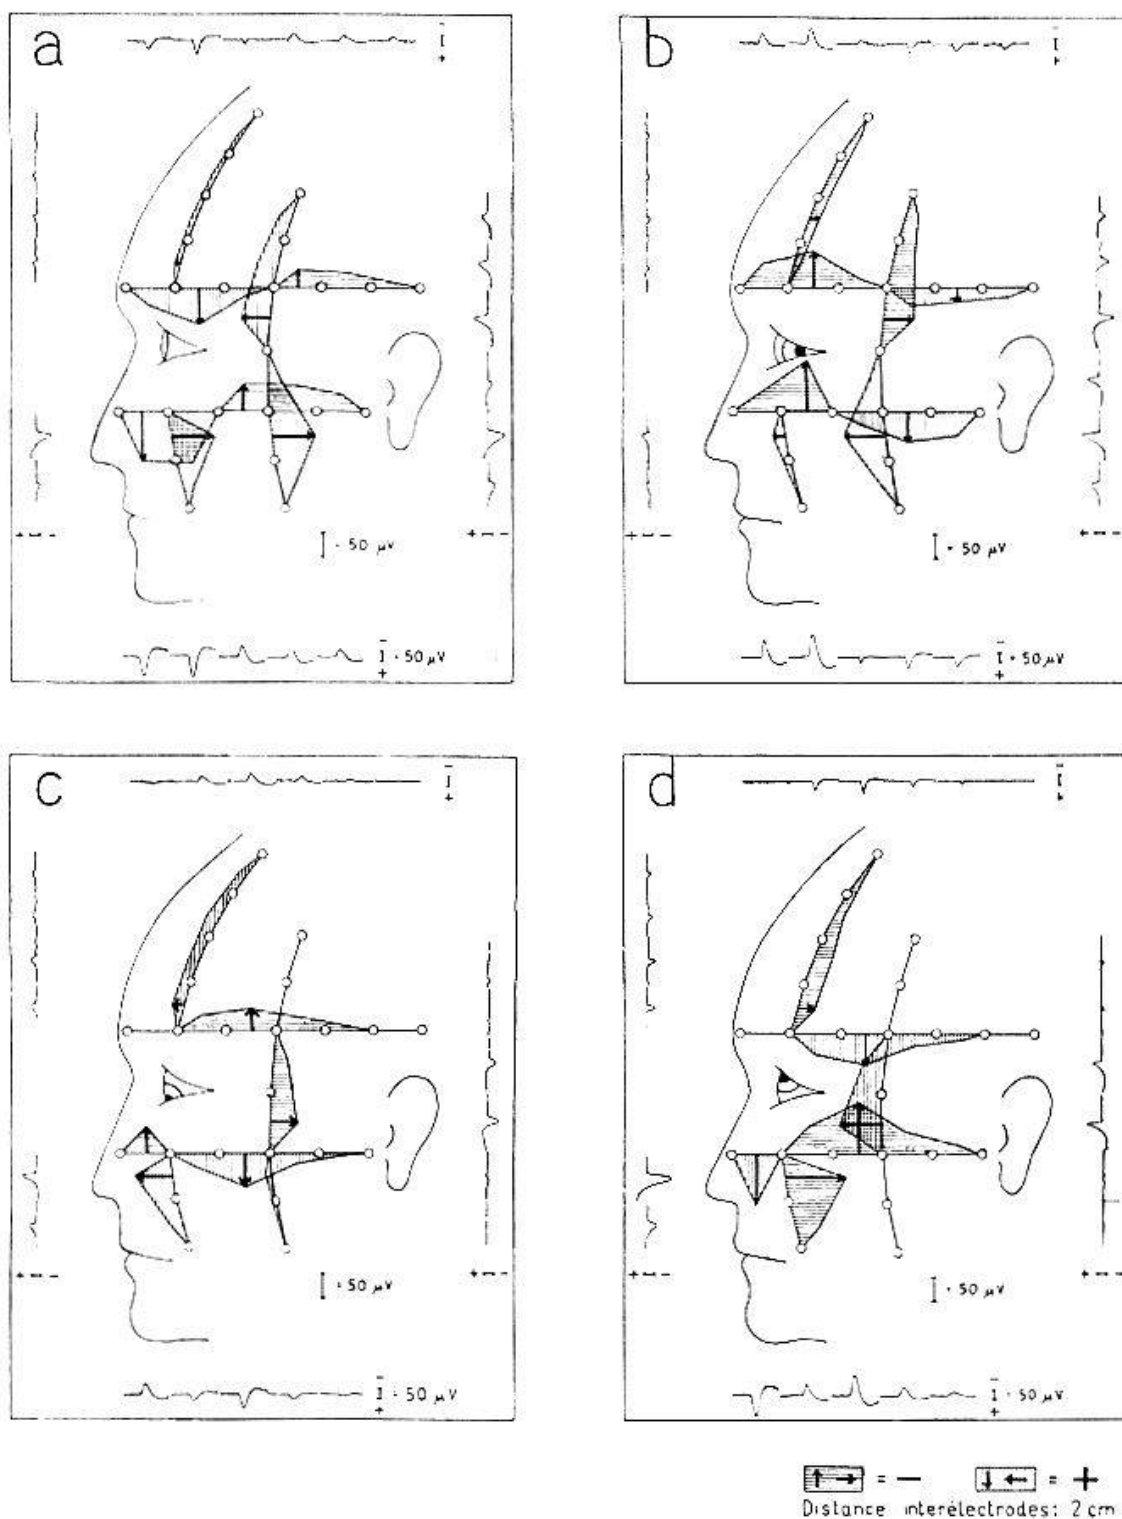 a
b
I = 50 μV
I = 50 μV
I = 50 μV
I = 50 μV
c
d
I = 50 μV
I = 50 μV
I = 50 μV
I = 50 μV
↑ → = — ↓ ← = +
Distance interélectrodes: 2 cm